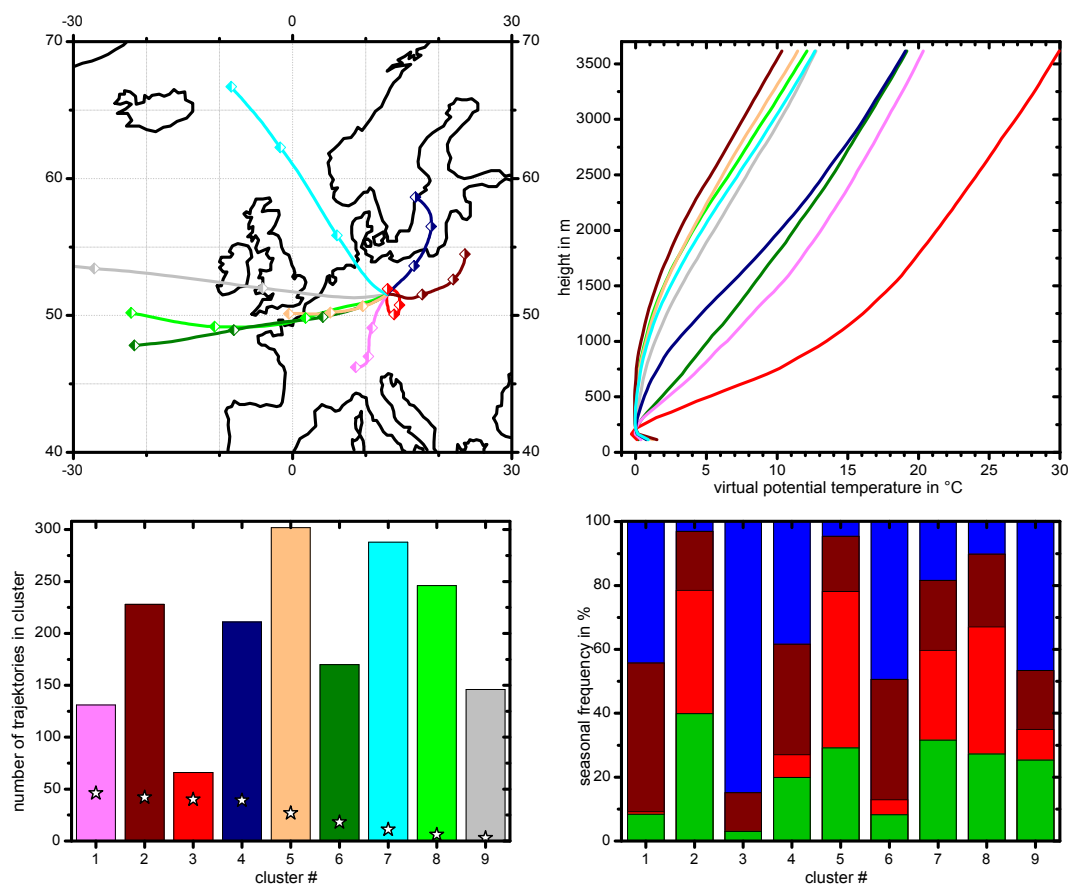 -30 0 30
70 70
60 60
50 50
40 40
-30 0 30
3500
3000
2500
2000
1500
1000
500
0
height in m
0 5 10 15 20 25 30
virtual potential temperature in °C
300
250
200
150
100
50
0
number of trajektories in cluster
1 2 3 4 5 6 7 8 9
cluster #
100
80
60
40
20
0
seasonal frequency in %
1 2 3 4 5 6 7 8 9
cluster #